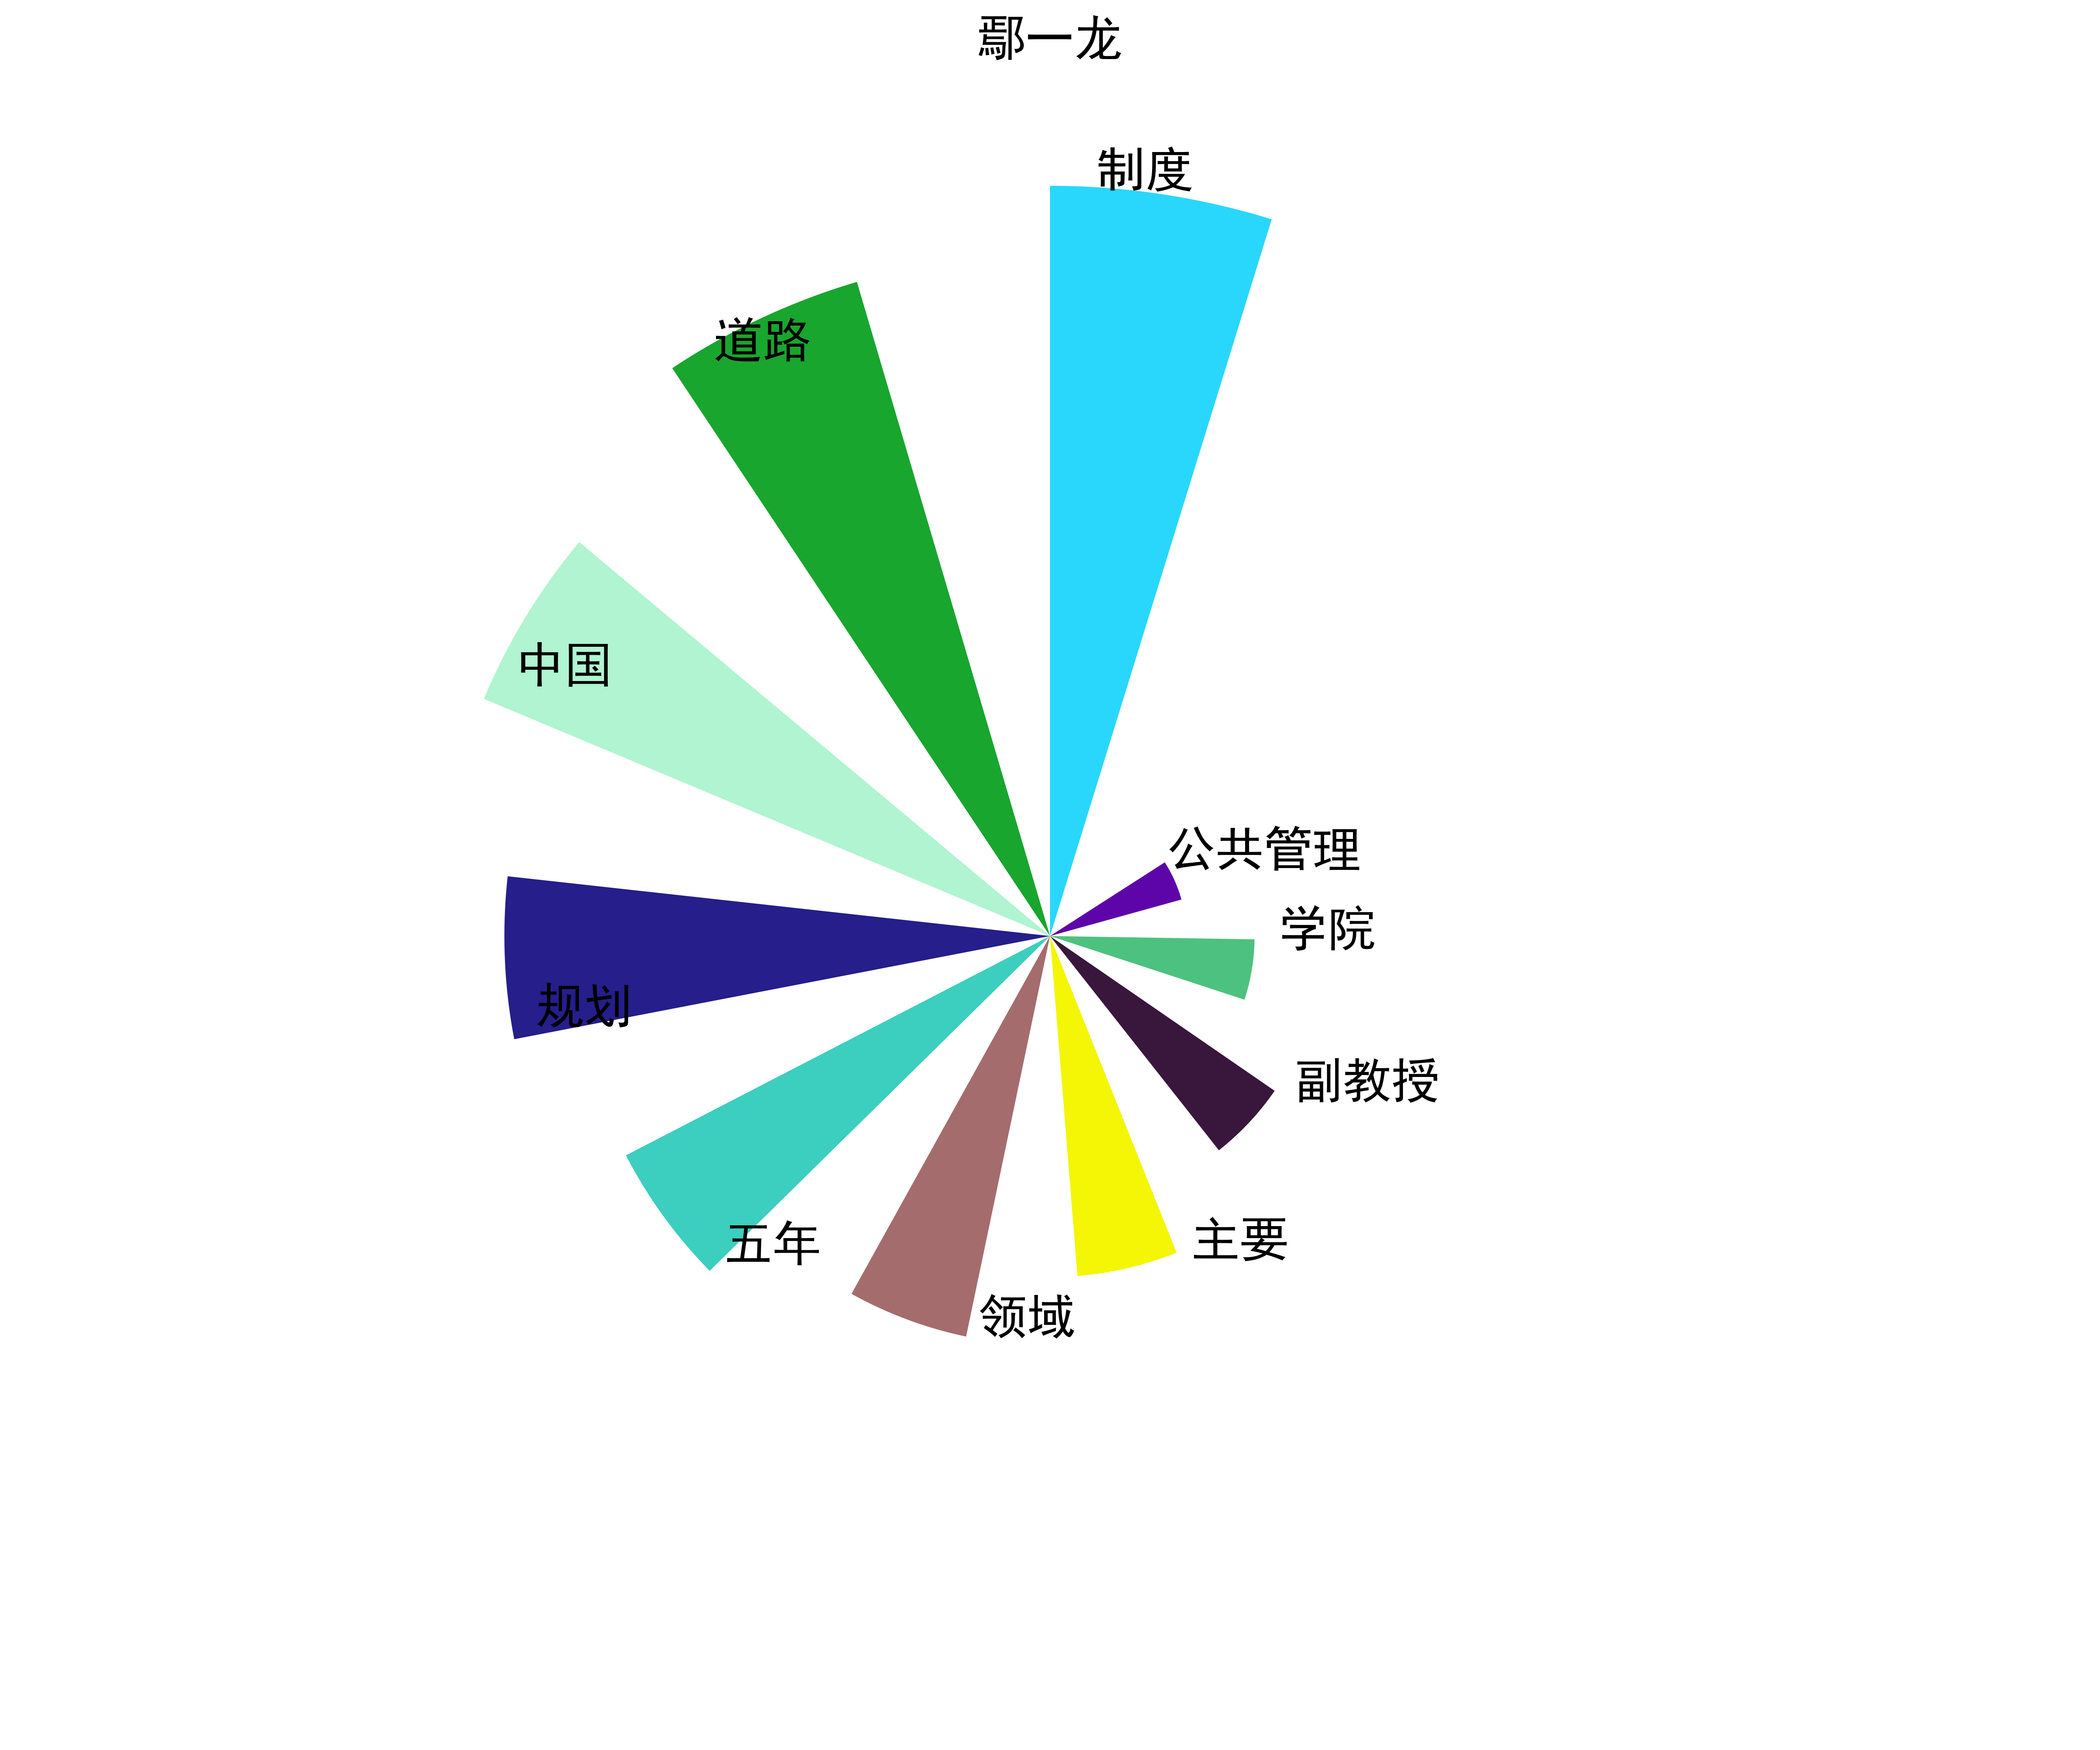 鄢一龙
制度
道路
中国
公共管理
学院
规划
副教授
主要
五年
领域